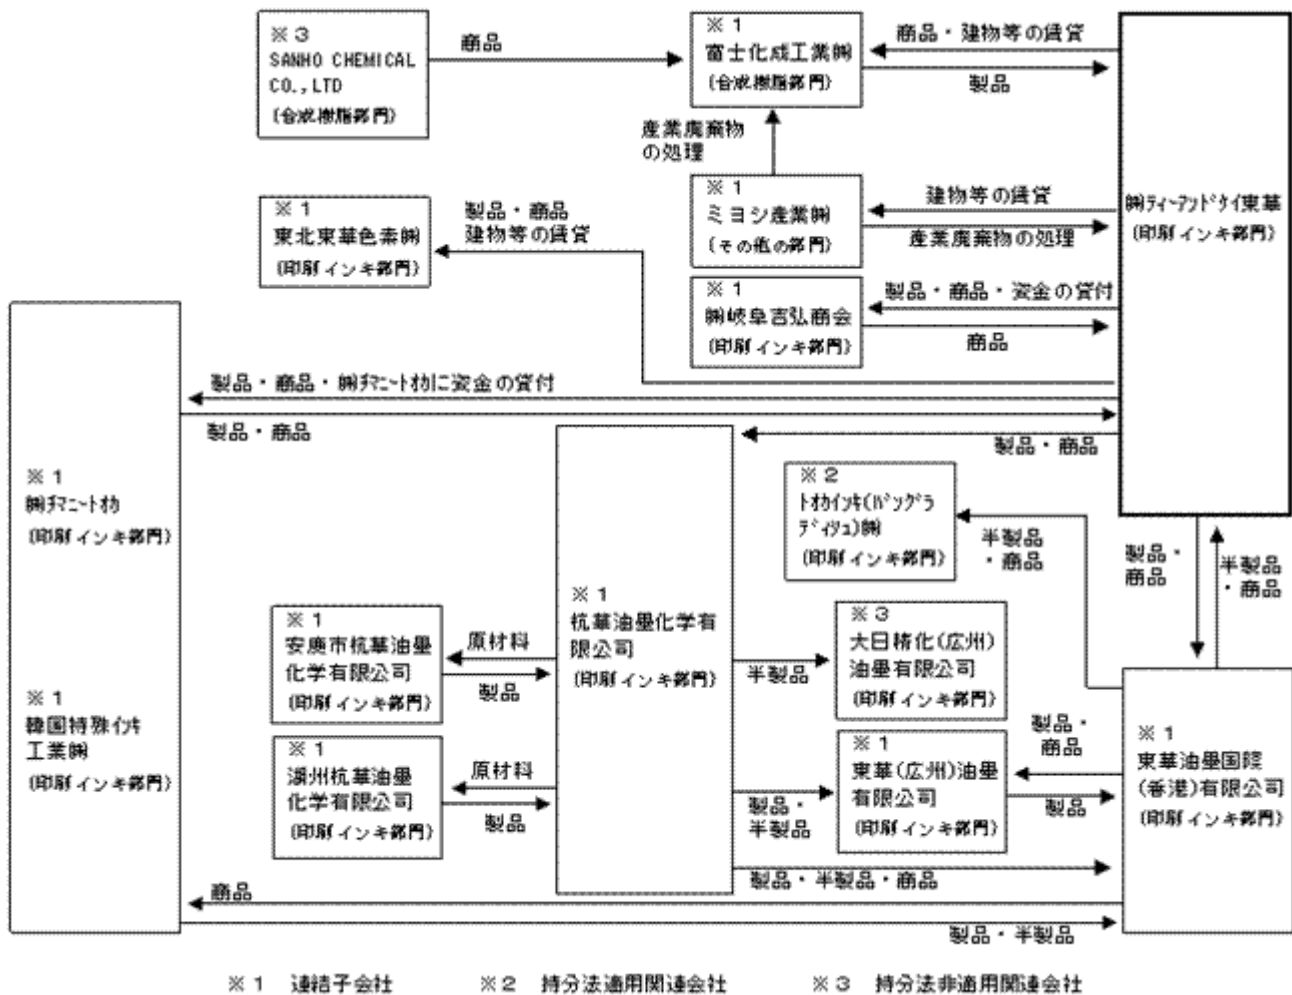 ※3
SANHO CHEMICAL
CO.,LTD
(合成樹脂部門)
商品
※1
富士化成工業㈱
(合成樹脂部門)
商品・建物等の賃貸
製品
㈱ティーアンドケイ東華
(印刷インキ部門)
産業廃棄物
の処理
※1
ミヨシ産業㈱
(その他の部門)
建物等の賃貸
産業廃棄物の処理
※1
東北東華色素㈱
(印刷インキ部門)
製品・商品
建物等の賃貸
※1
㈱岐阜吉弘商会
(印刷インキ部門)
製品・商品・資金の貸付
商品
製品・商品・㈱チマニートオカに資金の貸付
製品・商品
製品・商品
※1
㈱チマニートオカ
(印刷インキ部門)
※1
韓国特殊インキ
工業㈱
(印刷インキ部門)
※2
トオカインキ(バングラ
ディシュ)㈱
(印刷インキ部門)
半製品
・商品
製品・
商品
半製品
・商品
※1
杭華油墨化学有
限公司
(印刷インキ部門)
※1
安慶市杭華油墨
化学有限公司
(印刷インキ部門)
原材料
製品
※3
大日精化(広州)
油墨有限公司
(印刷インキ部門)
半製品
※1
湖州杭華油墨
化学有限公司
(印刷インキ部門)
原材料
製品
※1
東華(広州)油墨
有限公司
(印刷インキ部門)
製品・
半製品
製品・
商品
製品
※1
東華油墨国際
(香港)有限公司
(印刷インキ部門)
製品・半製品・商品
商品
製品・半製品
※1 連結子会社 ※2 持分法適用関連会社 ※3 持分法非適用関連会社